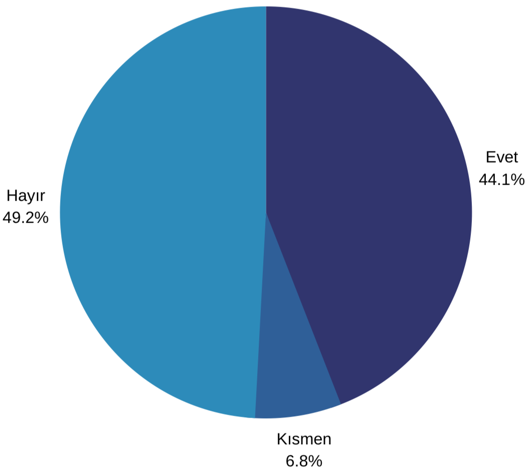 Evet
44.1%
Hayır
49.2%
Kısmen
6.8%